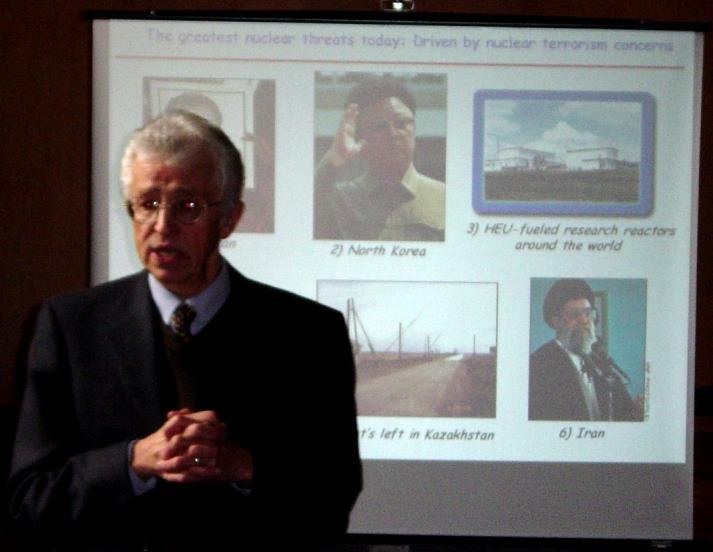 The greatest nuclear threats today: Driven by nuclear terrorism concerns
2) North Korea
3) HEU-fueled research reactors
around the world
's left in Kazakhstan
6) Iran